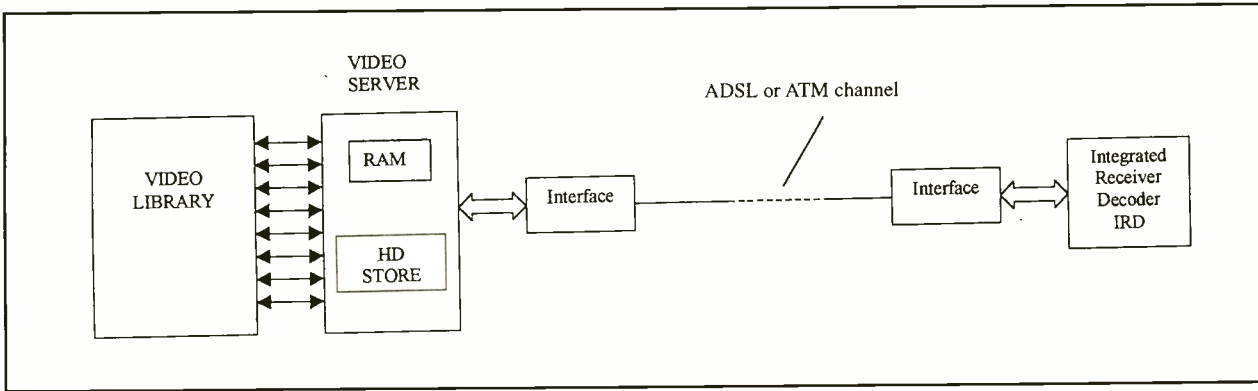 VIDEO
LIBRARY
VIDEO
SERVER
RAM
HD
STORE
Interface
ADSL or ATM channel
Interface
Integrated
Receiver
Decoder
IRD